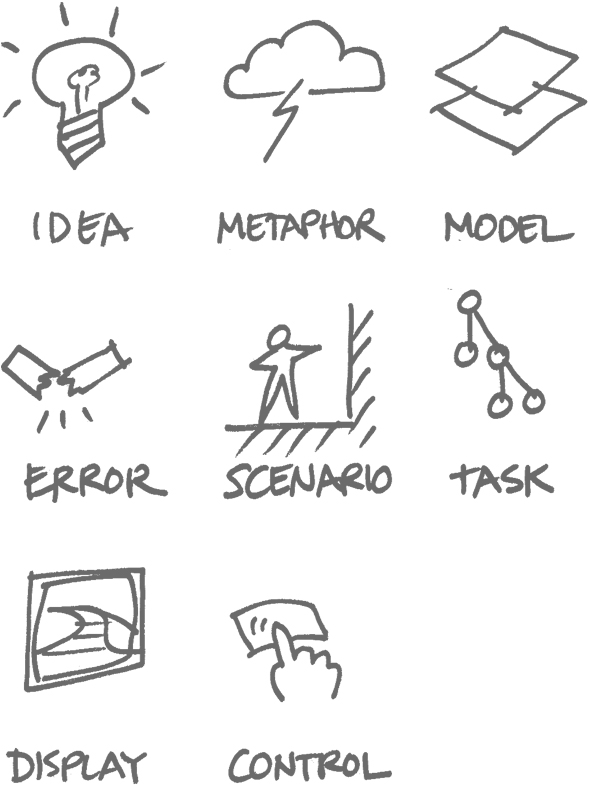 IDEA METAPHOR MODEL
ERROR SCENARIO TASK
DISPLAY CONTROL